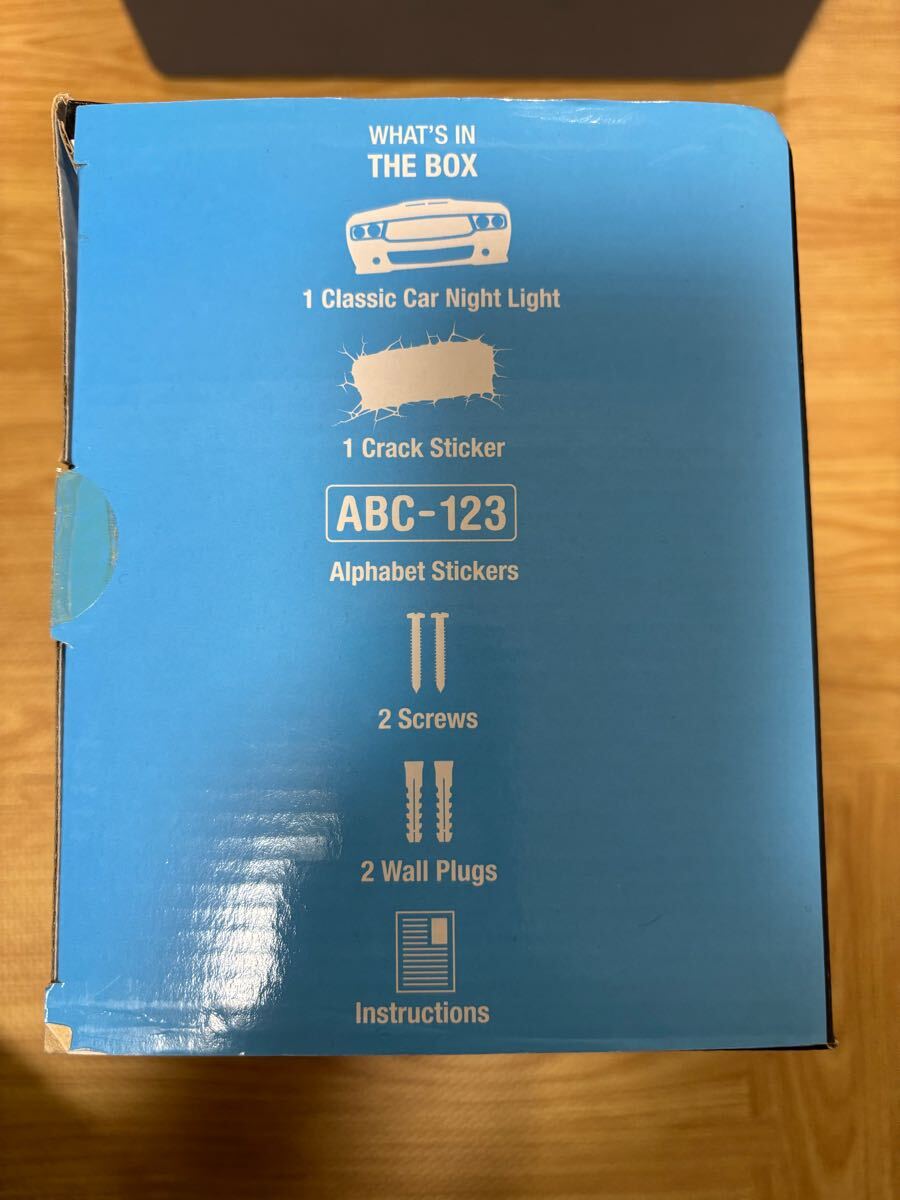 WHAT'S IN
THE BOX
1 Classic Car Night Light
1 Crack Sticker
ABC-123
Alphabet Stickers
2 Screws
2 Wall Plugs
Instructions